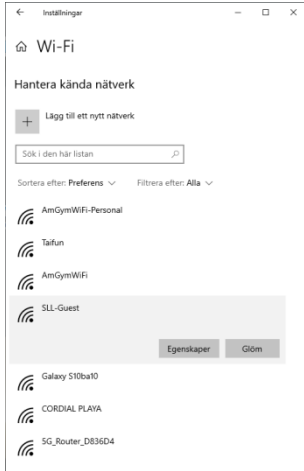 Inställningar
Wi-Fi
Hantera kända nätverk
Lägg till ett nytt nätverk
Sök i den här listan
Sortera efter: Preferens Filtrera efter: Alla
AmGymWiFi-Personal
Taifun
AmGymWiFi
SLL-Guest
Egenskaper Glöm
Galaxy S10ba10
CORDIAL PLAYA
SG_Router_D836D4